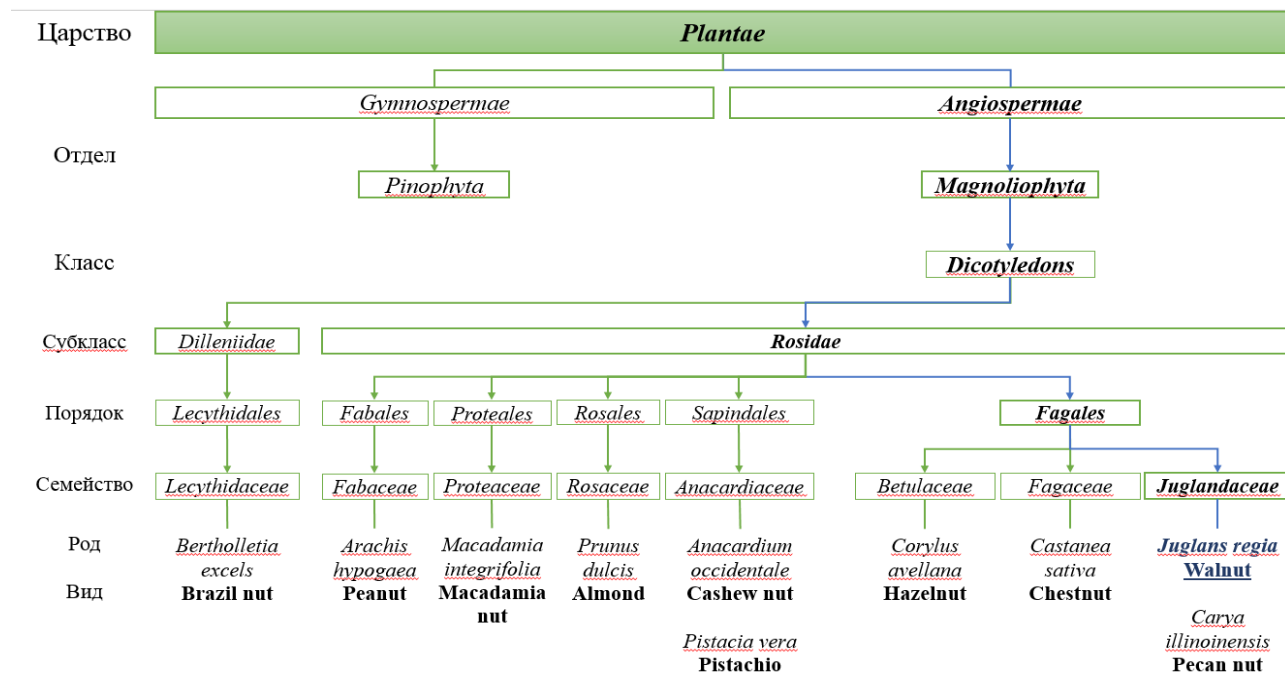 Царство
Plantae
Gymnospermae
Angiospermae
Отдел
Pinophyta
Magnoliophyta
Класс
Dicotyledons
Субкласс
Dilleniidae
Rosidae
Порядок
Lecythidales
Fabales
Proteales
Rosales
Sapindales
Fagales
Семейство
Lecythidaceae
Fabaceae
Proteaceae
Rosaceae
Anacardiaceae
Betulaceae
Fagaceae
Juglandaceae
Род
Вид
Bertholletia
excels
Brazil nut
Arachis
hypogaea
Peanut
Macadamia
integrifolia
Macadamia
nut
Prunus
dulcis
Almond
Anacardium
occidentale
Cashew nut
Pistacia vera
Pistachio
Corylus
avellana
Hazelnut
Castanea
sativa
Chestnut
Juglans regia
Walnut
Carya
illinoinensis
Pecan nut